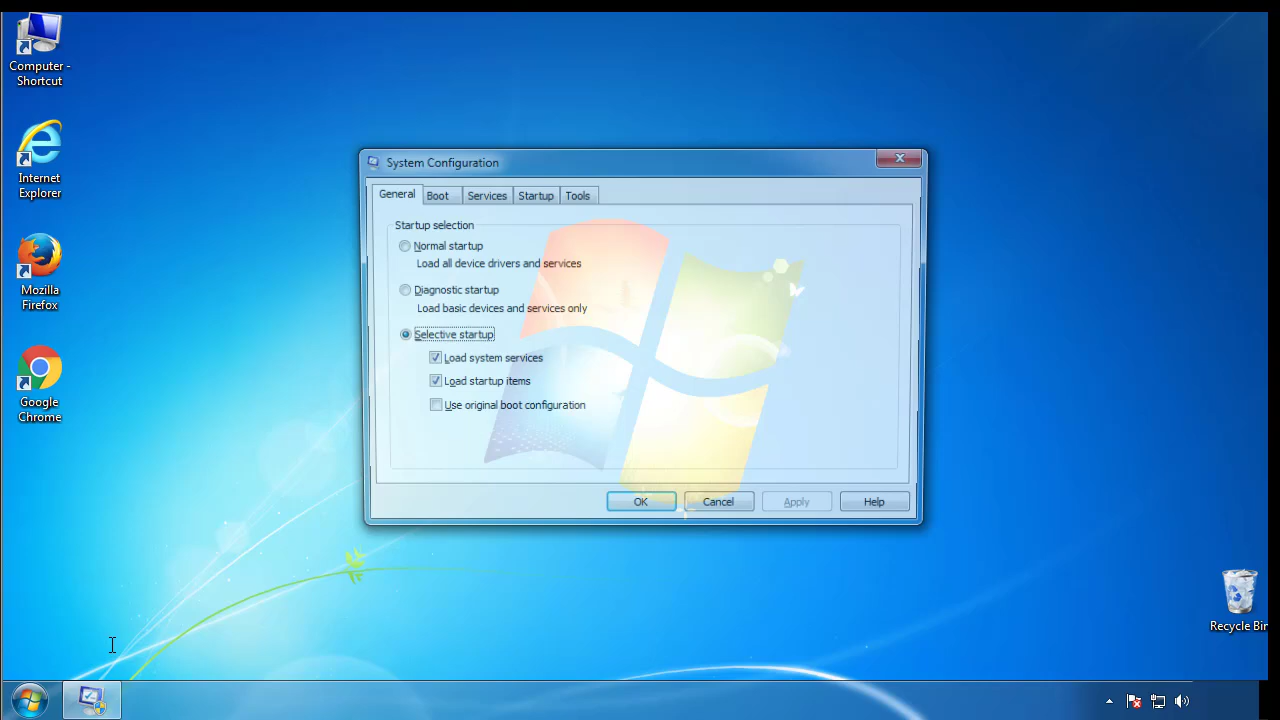 Computer -
Shortcut
Internet
Explorer
Mozilla
Firefox
Google
Chrome
System Configuration
General Boot Services Startup Tools
Startup selection
Normal startup
Load all device drivers and services
Diagnostic startup
Load basic devices and services only
Selective startup
Load system services
Load startup items
Use original boot configuration
OK Cancel Apply Help
Recycle Bin